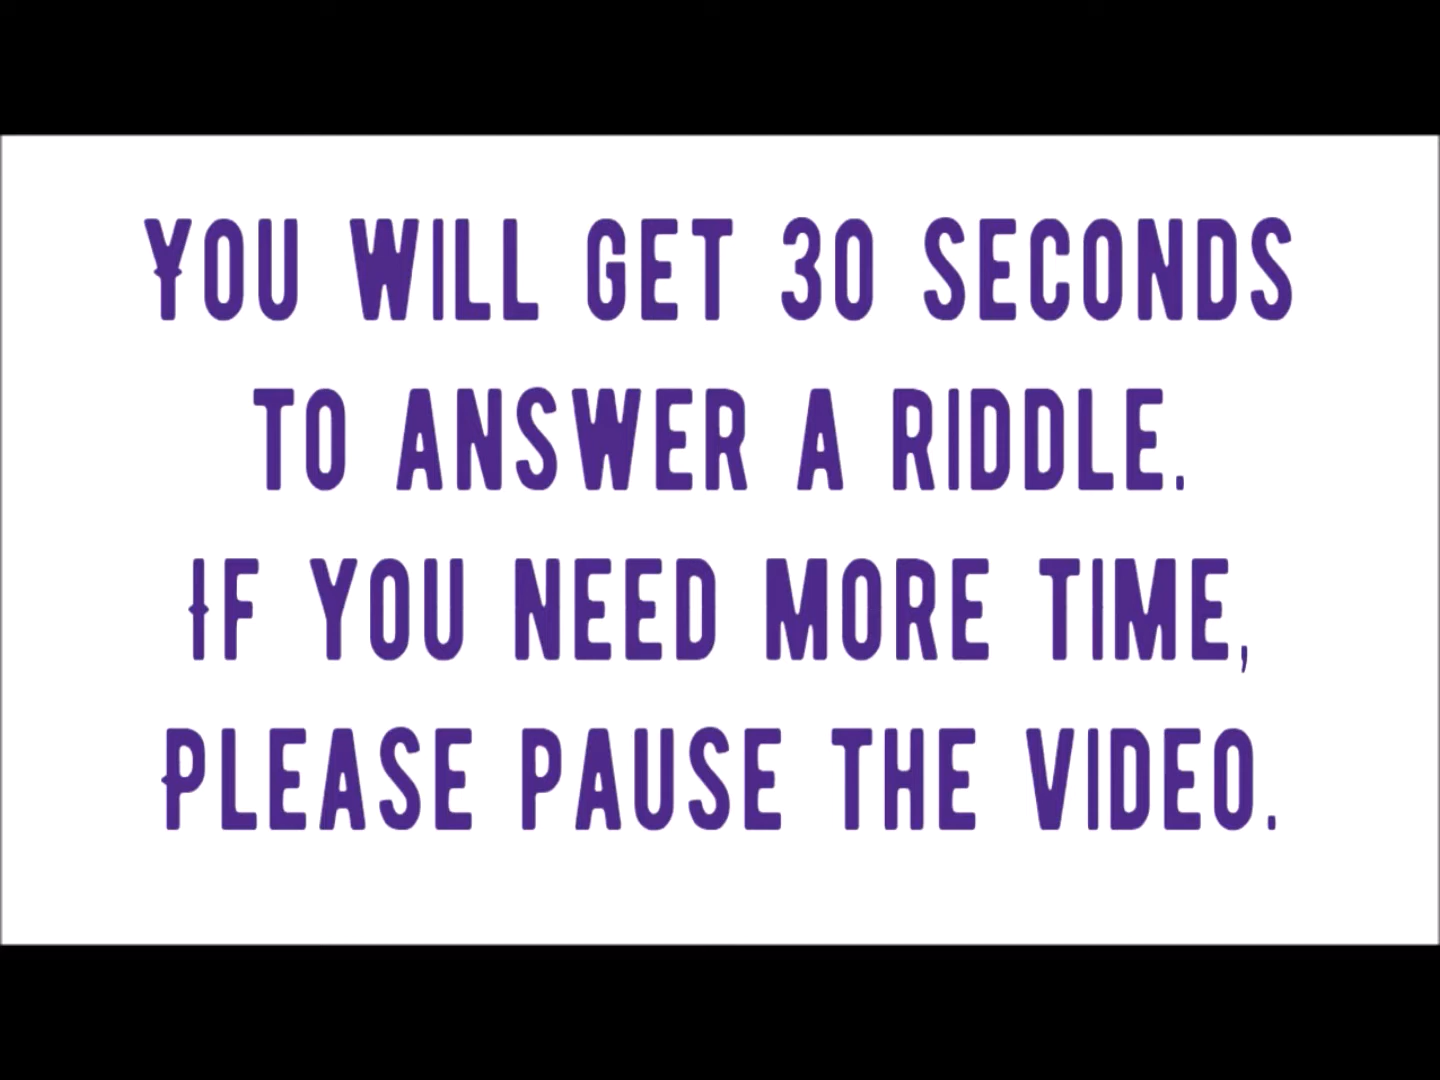 YOU WILL GET 30 SECONDS
TO ANSWER A RIDDLE.
IF YOU NEED MORE TIME,
PLEASE PAUSE THE VIDEO.